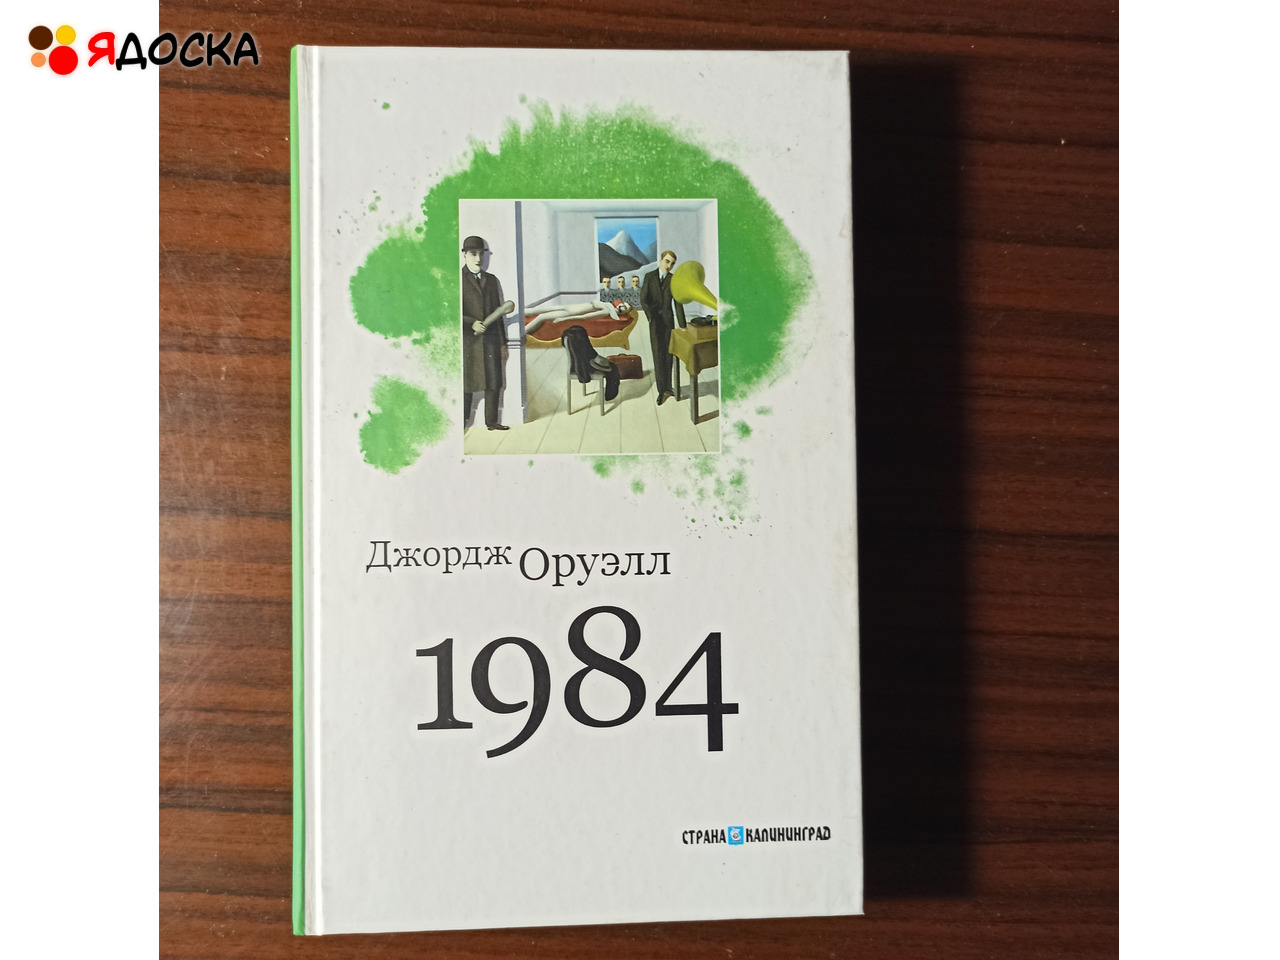 ЯДОСКА
Джордж Оруэлл
1984
СТРАНА КАЛИНИНГРАД